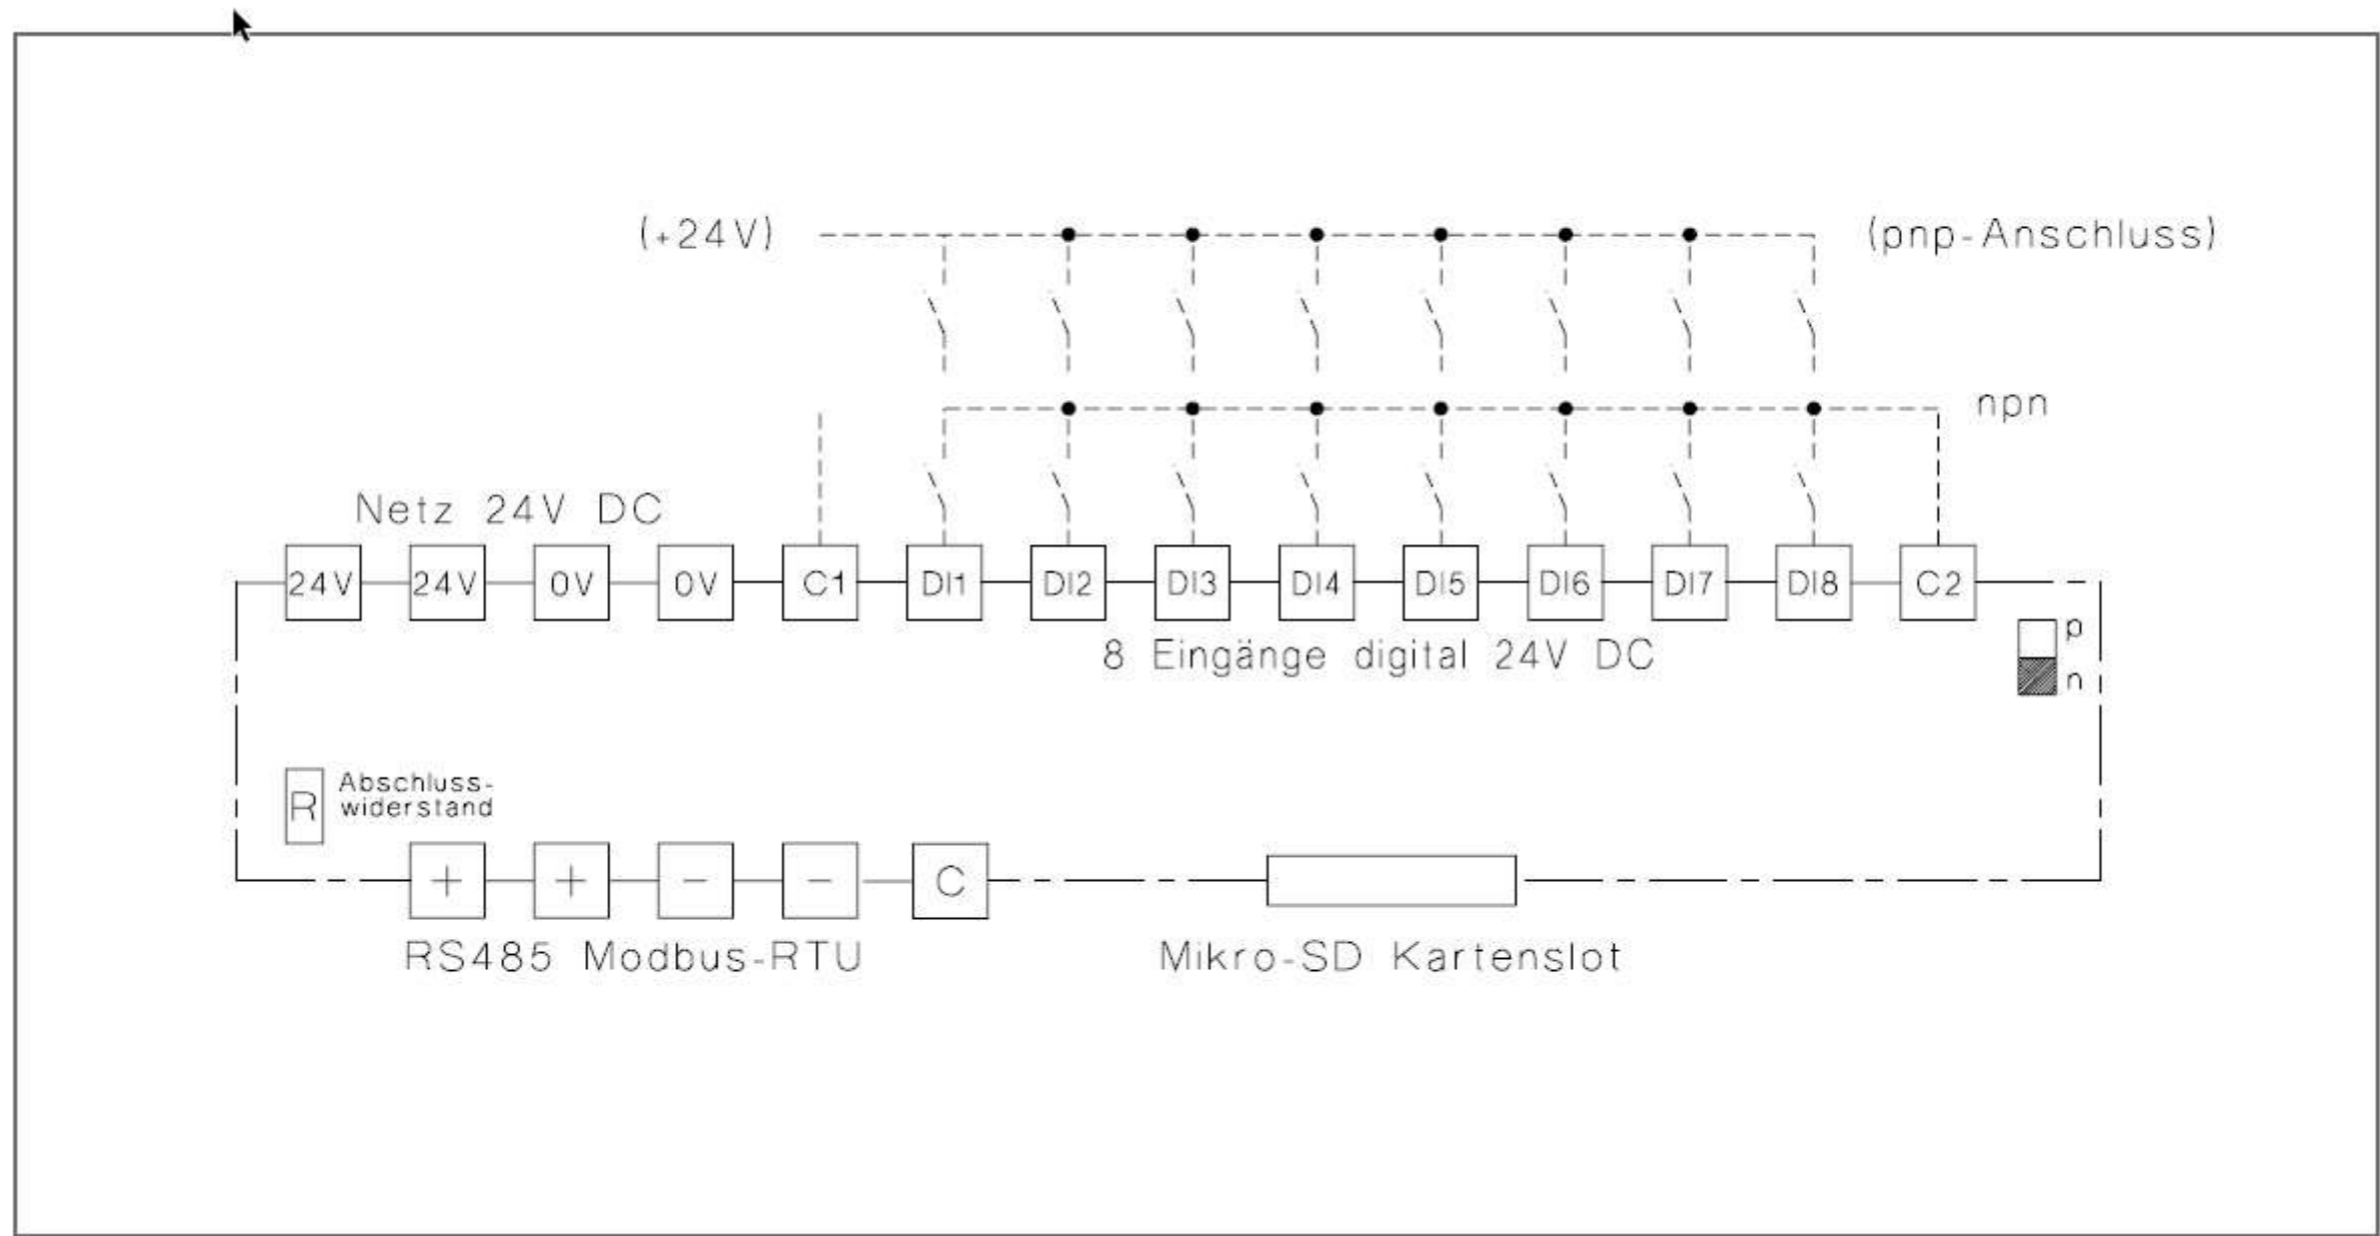 (+24V)
(pnp-Anschluss)
npn
Netz 24V DC
24V 24V 0V 0V C1 DI1 DI2 DI3 DI4 DI5 DI6 DI7 DI8 C2
8 Eingänge digital 24V DC
p
n
R
Abschluss-
widerstand
+ + - - C
RS485 Modbus-RTU
Mikro-SD Kartenslot